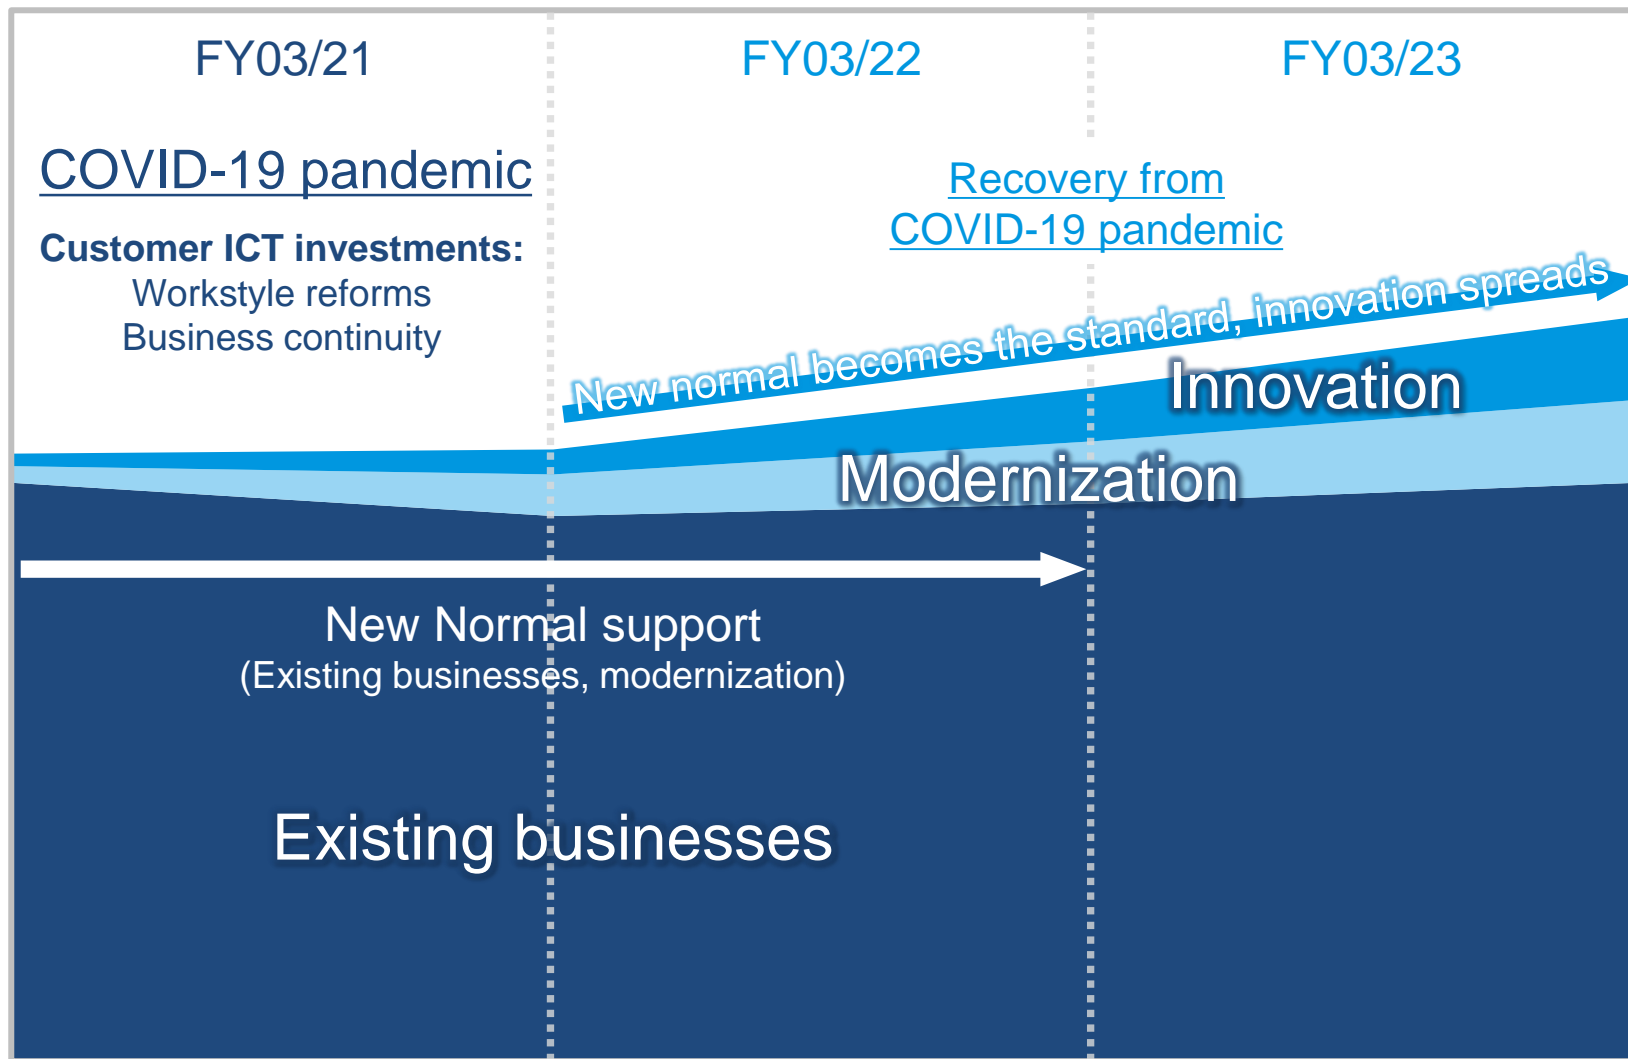 FY03/21
FY03/22
FY03/23
COVID-19 pandemic
Customer ICT investments:
Workstyle reforms
Business continuity
Recovery from
COVID-19 pandemic
New normal becomes the standard, innovation spreads
Innovation
Modernization
New Normal support
(Existing businesses, modernization)
Existing businesses